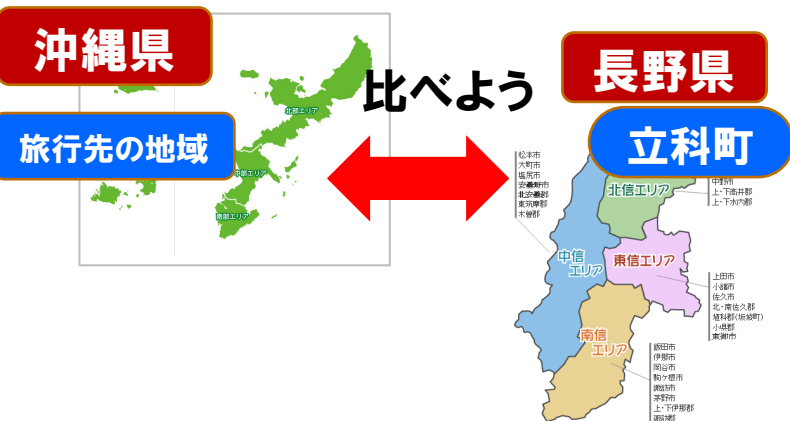 沖縄県
旅行先の地域
北部エリア
中部エリア
南部エリア
比べよう
長野県
立科町
松本市
大町市
塩尻市
安曇野市
北安曇郡
東筑摩郡
木曽郡
中野市
上・下高井郡
上・下水内郡
北信エリア
中信
エリア
東信エリア
上田市
小諸市
佐久市
北・南佐久郡
埴科郡(坂城町)
小県郡
東御市
南信
エリア
飯田市
伊那市
岡谷市
駒ヶ根市
諏訪市
茅野市
上・下伊那郡
諏訪郡